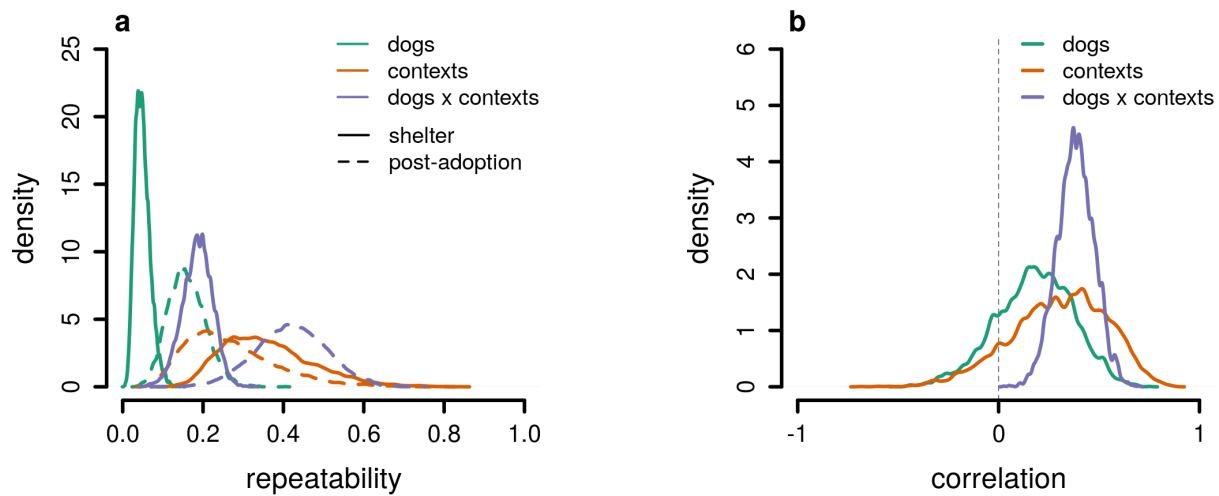 a
dogs
contexts
dogs x contexts
shelter
post-adoption
density
25
20
15
10
5
0
0.0 0.2 0.4 0.6 0.8 1.0
repeatability
b
dogs
contexts
dogs x contexts
density
6
5
4
3
2
1
0
-1 0 1
correlation